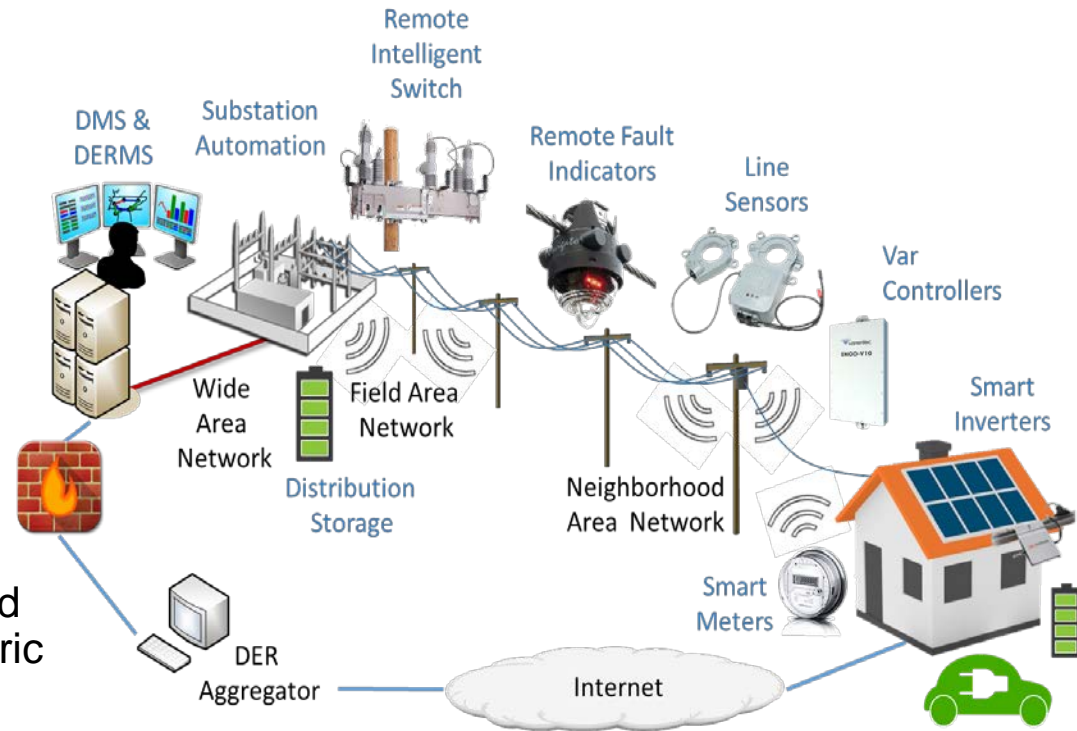 Remote
Intelligent
Switch
DMS &
DERMS
Substation
Automation
Remote Fault
Indicators
Line
Sensors
Var
Controllers
Smart
Inverters
Wide
Area
Network
Field Area
Network
Distribution
Storage
Neighborhood
Area Network
Smart
Meters
DER
Aggregator
Internet
d
ric